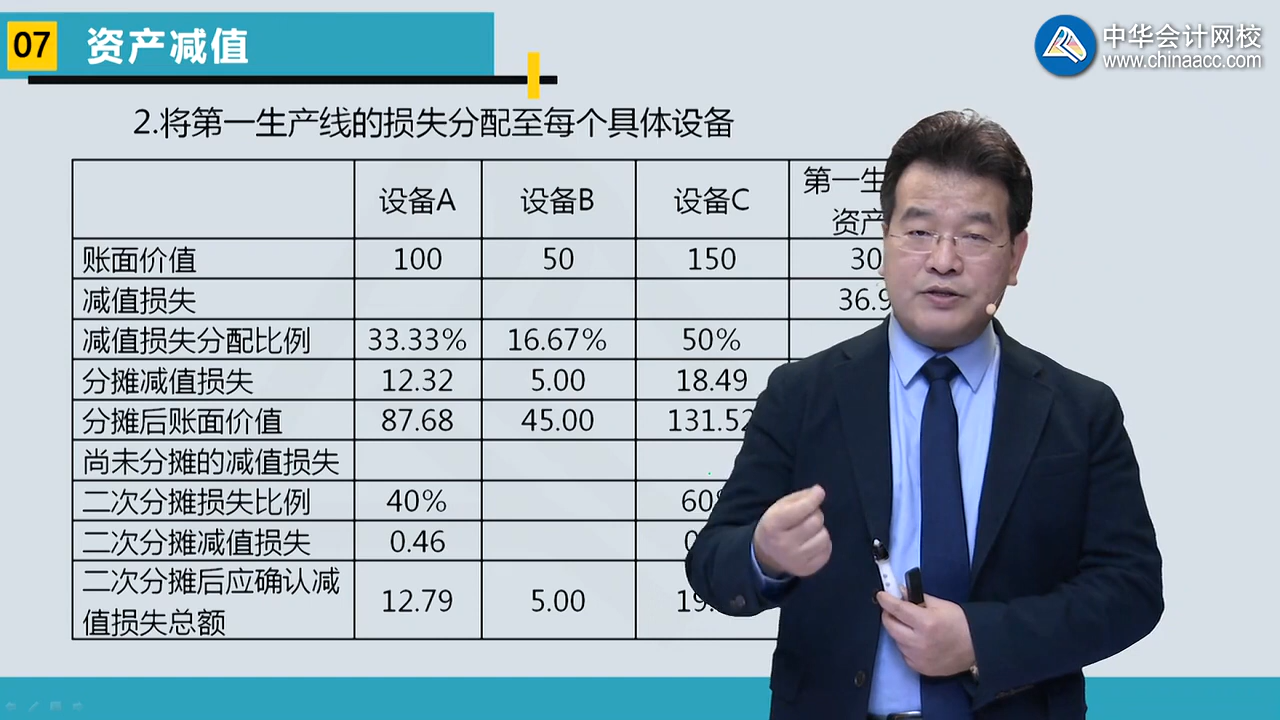 07 资产减值
中华会计网校
www.chinaacc.com
2.将第一生产线的损失分配至每个具体设备
设备A 设备B 设备C 第一生
资产
账面价值 100 50 150 30
减值损失 36.9
减值损失分配比例 33.33% 16.67% 50%
分摊减值损失 12.32 5.00 18.49
分摊后账面价值 87.68 45.00 131.52
尚未分摊的减值损失
二次分摊损失比例 40% 60%
二次分摊减值损失 0.46
二次分摊后应确认减
值损失总额 12.79 5.00 19.